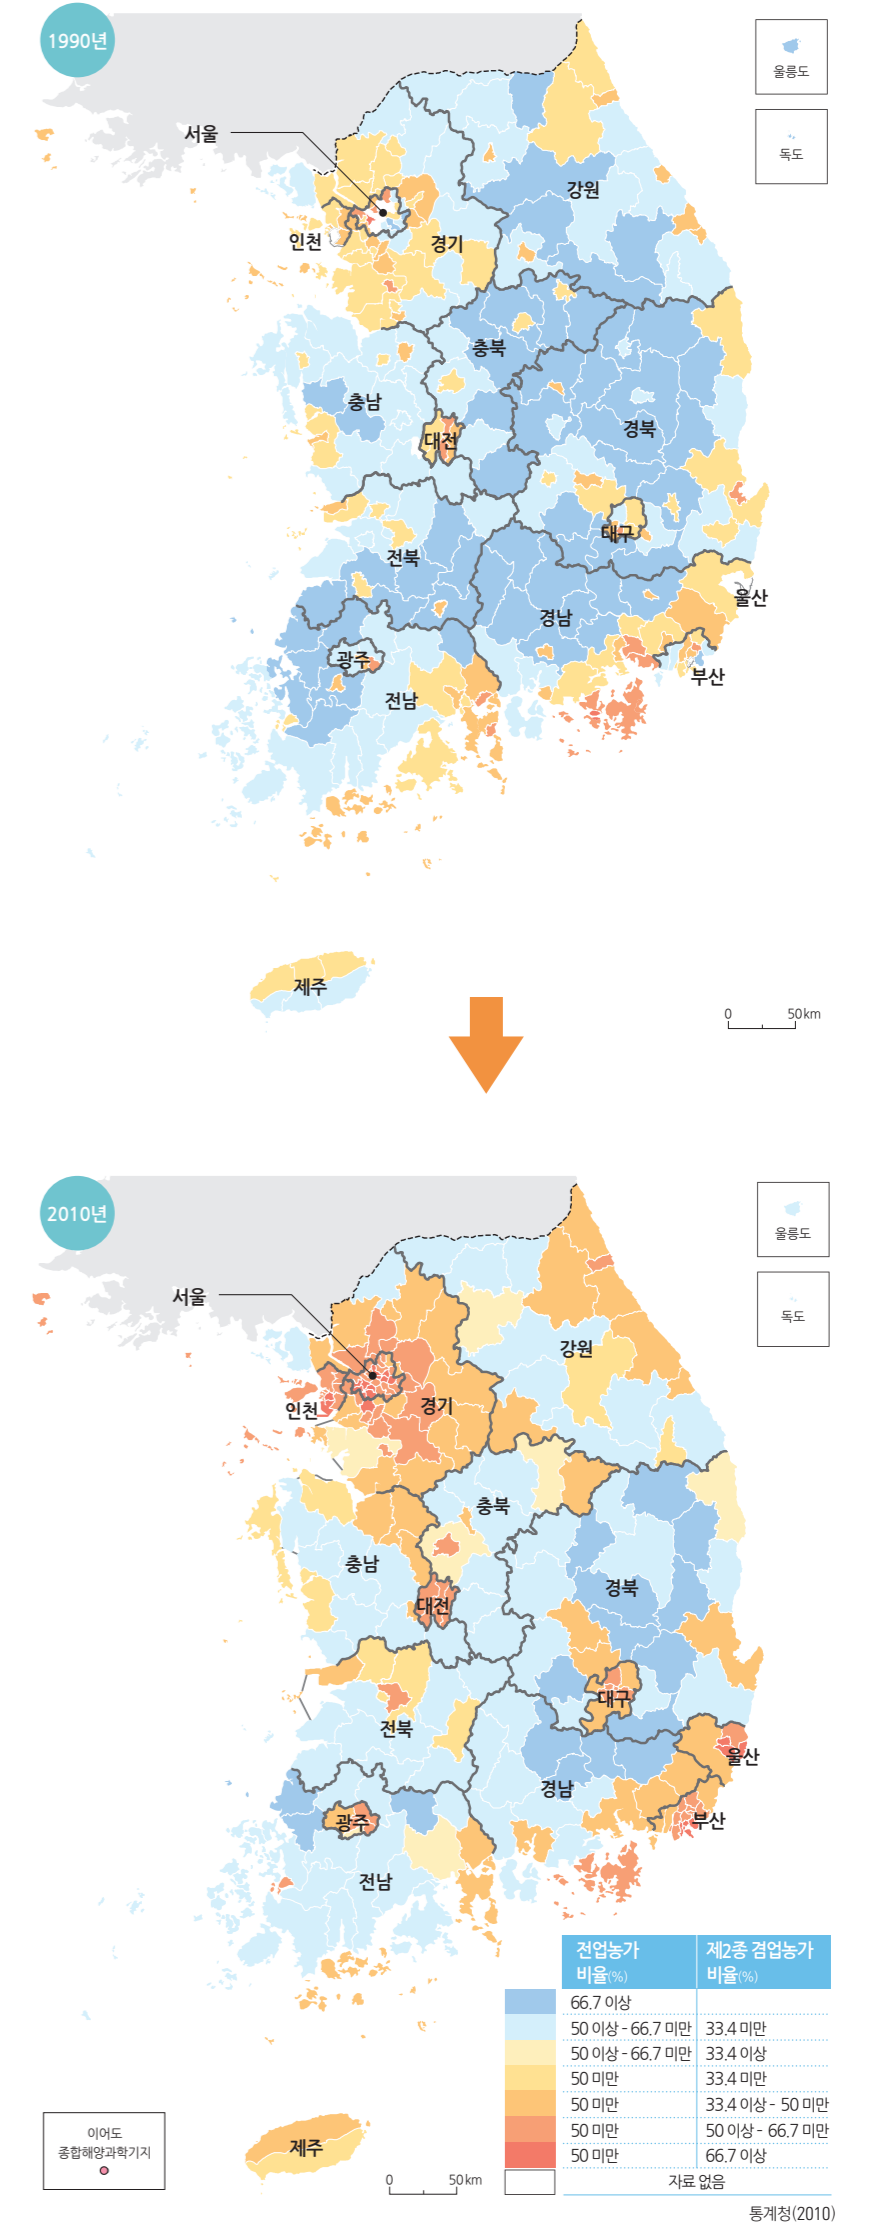 1990년
울릉도
독도
서울
강원
인천
경기
충북
충남
경북
대전
대구
전북
울산
경남
광주
부산
전남
제주
0 50km
2010년
울릉도
독도
서울
강원
인천
경기
충북
충남
경북
대전
대구
전북
울산
경남
광주
부산
전남
전업농가 제2종 겸업농가
비율(%) 비율(%)
66.7 이상
50 이상 - 66.7 미만 33.4 미만
50 이상 - 66.7 미만 33.4 이상
50 미만 33.4 미만
50 미만 33.4 이상 - 50 미만
50 미만 50 이상 - 66.7 미만
50 미만 66.7 이상
자료 없음
이어도
종합해양과학기지
제주
0 50km
통계청(2010)